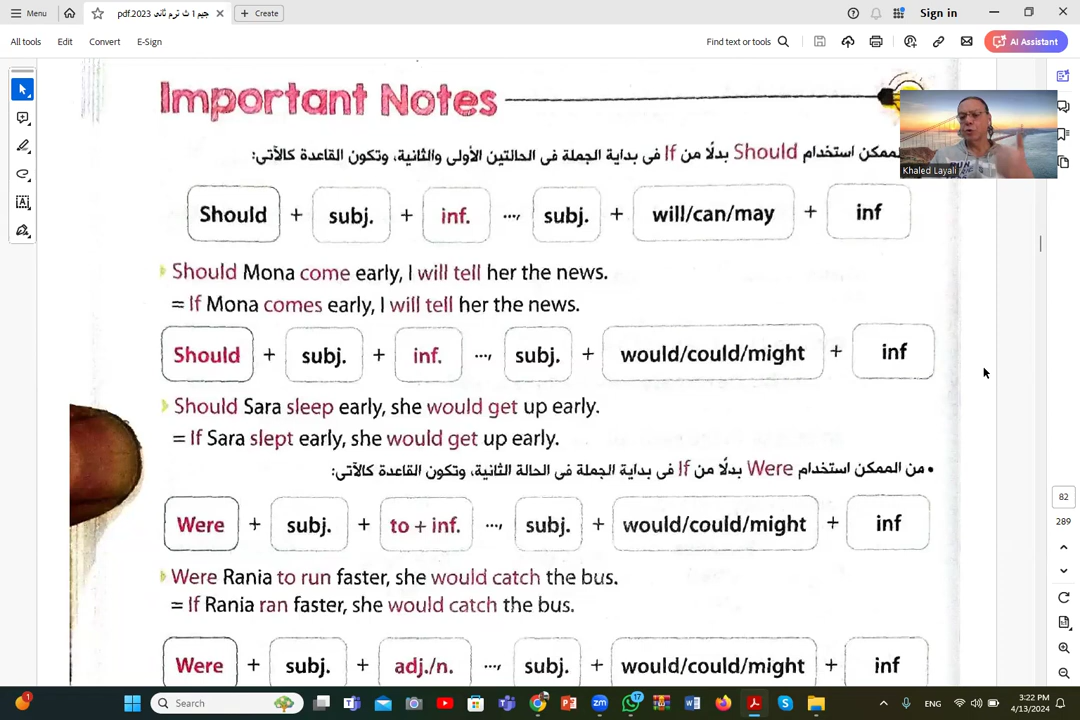 Menu
جيم 1 ث ترم ثانى 2023.pdf
Create
Sign in
All tools
Edit
Convert
E-Sign
Find text or tools
AI Assistant
Important Notes
الممكن استخدام Should بدلًا من If فى بداية الجملة فى الحالتين الأولى والثانية، وتكون القاعدة كالآتى:
Should + subj. + inf. ..., subj. + will/can/may + inf
Khaled Layali
Should Mona come early, I will tell her the news.
= If Mona comes early, I will tell her the news.
Should + subj. + inf. ..., subj. + would/could/might + inf
Should Sara sleep early, she would get up early.
= If Sara slept early, she would get up early.
• من الممكن استخدام Were بدلًا من If فى بداية الجملة فى الحالة الثانية، وتكون القاعدة كالآتى:
82
289
Were + subj. + to + inf. ..., subj. + would/could/might + inf
Were Rania to run faster, she would catch the bus.
= If Rania ran faster, she would catch the bus.
Were + subj. + adj./n. ..., subj. + would/could/might + inf
1
Search
17
ENG
3:22 PM
4/13/2024